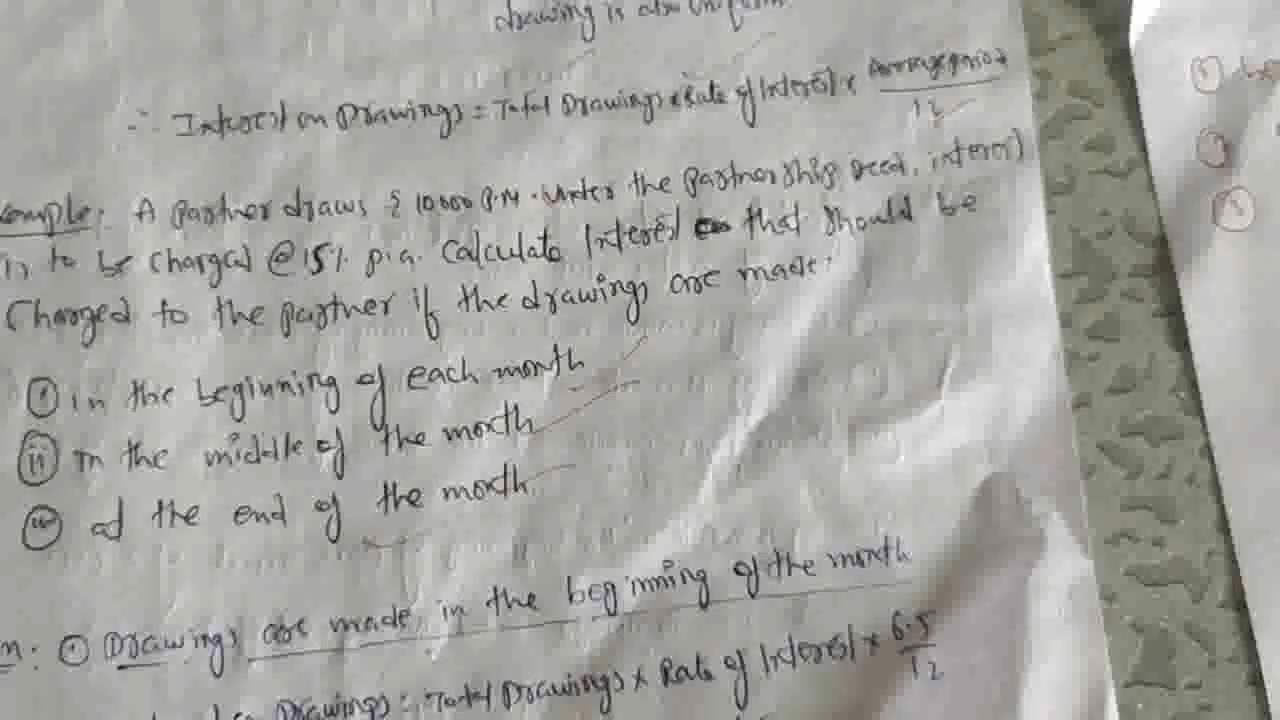 drawing is also uniform
∴ Interest on Drawings = Total Drawings × Rate of Interest × Average period / 12
Example: A partner draws ₹ 10000 P.M. Under the partnership Deed, interest
is to be charged @ 15% p.a. Calculate Interest that should be
Charged to the partner if the drawings are made:
(i) in the beginning of each month
(ii) in the middle of the month
(iii) at the end of the month
n: (i) Drawings are made in the beginning of the month
on Drawings = Total Drawings × Rate of Interest × 6.5 / 12